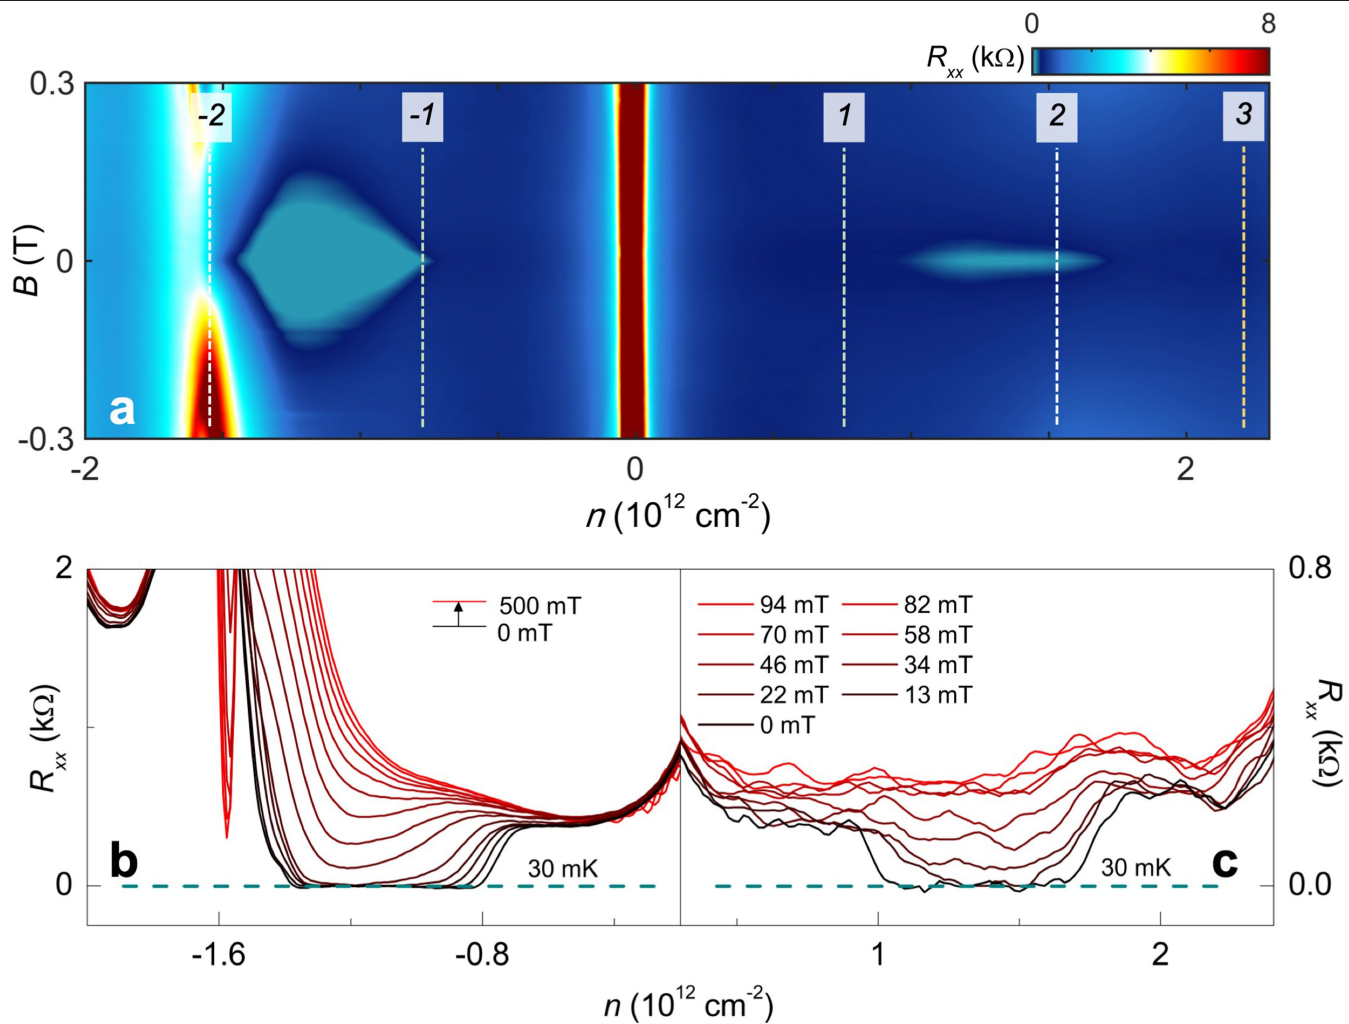 0 8
R_xx (kΩ)
0.3
-2 -1 1 2 3
B (T)
0
a
-0.3
-2 0 2
n (10^12 cm^-2)
2 0.8
500 mT
0 mT
94 mT 82 mT
70 mT 58 mT
46 mT 34 mT
22 mT 13 mT
0 mT
R_xx (kΩ)
R_xx (kΩ)
b 30 mK 30 mK c
0 0.0
-1.6 -0.8 1 2
n (10^12 cm^-2)